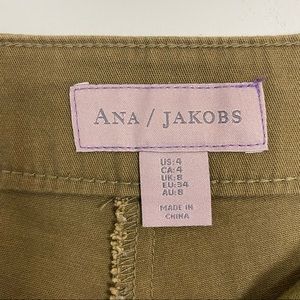 ANA / JAKOBS
US:4
CA:4
UK:8
EU:34
AU:8
MADE IN
CHINA